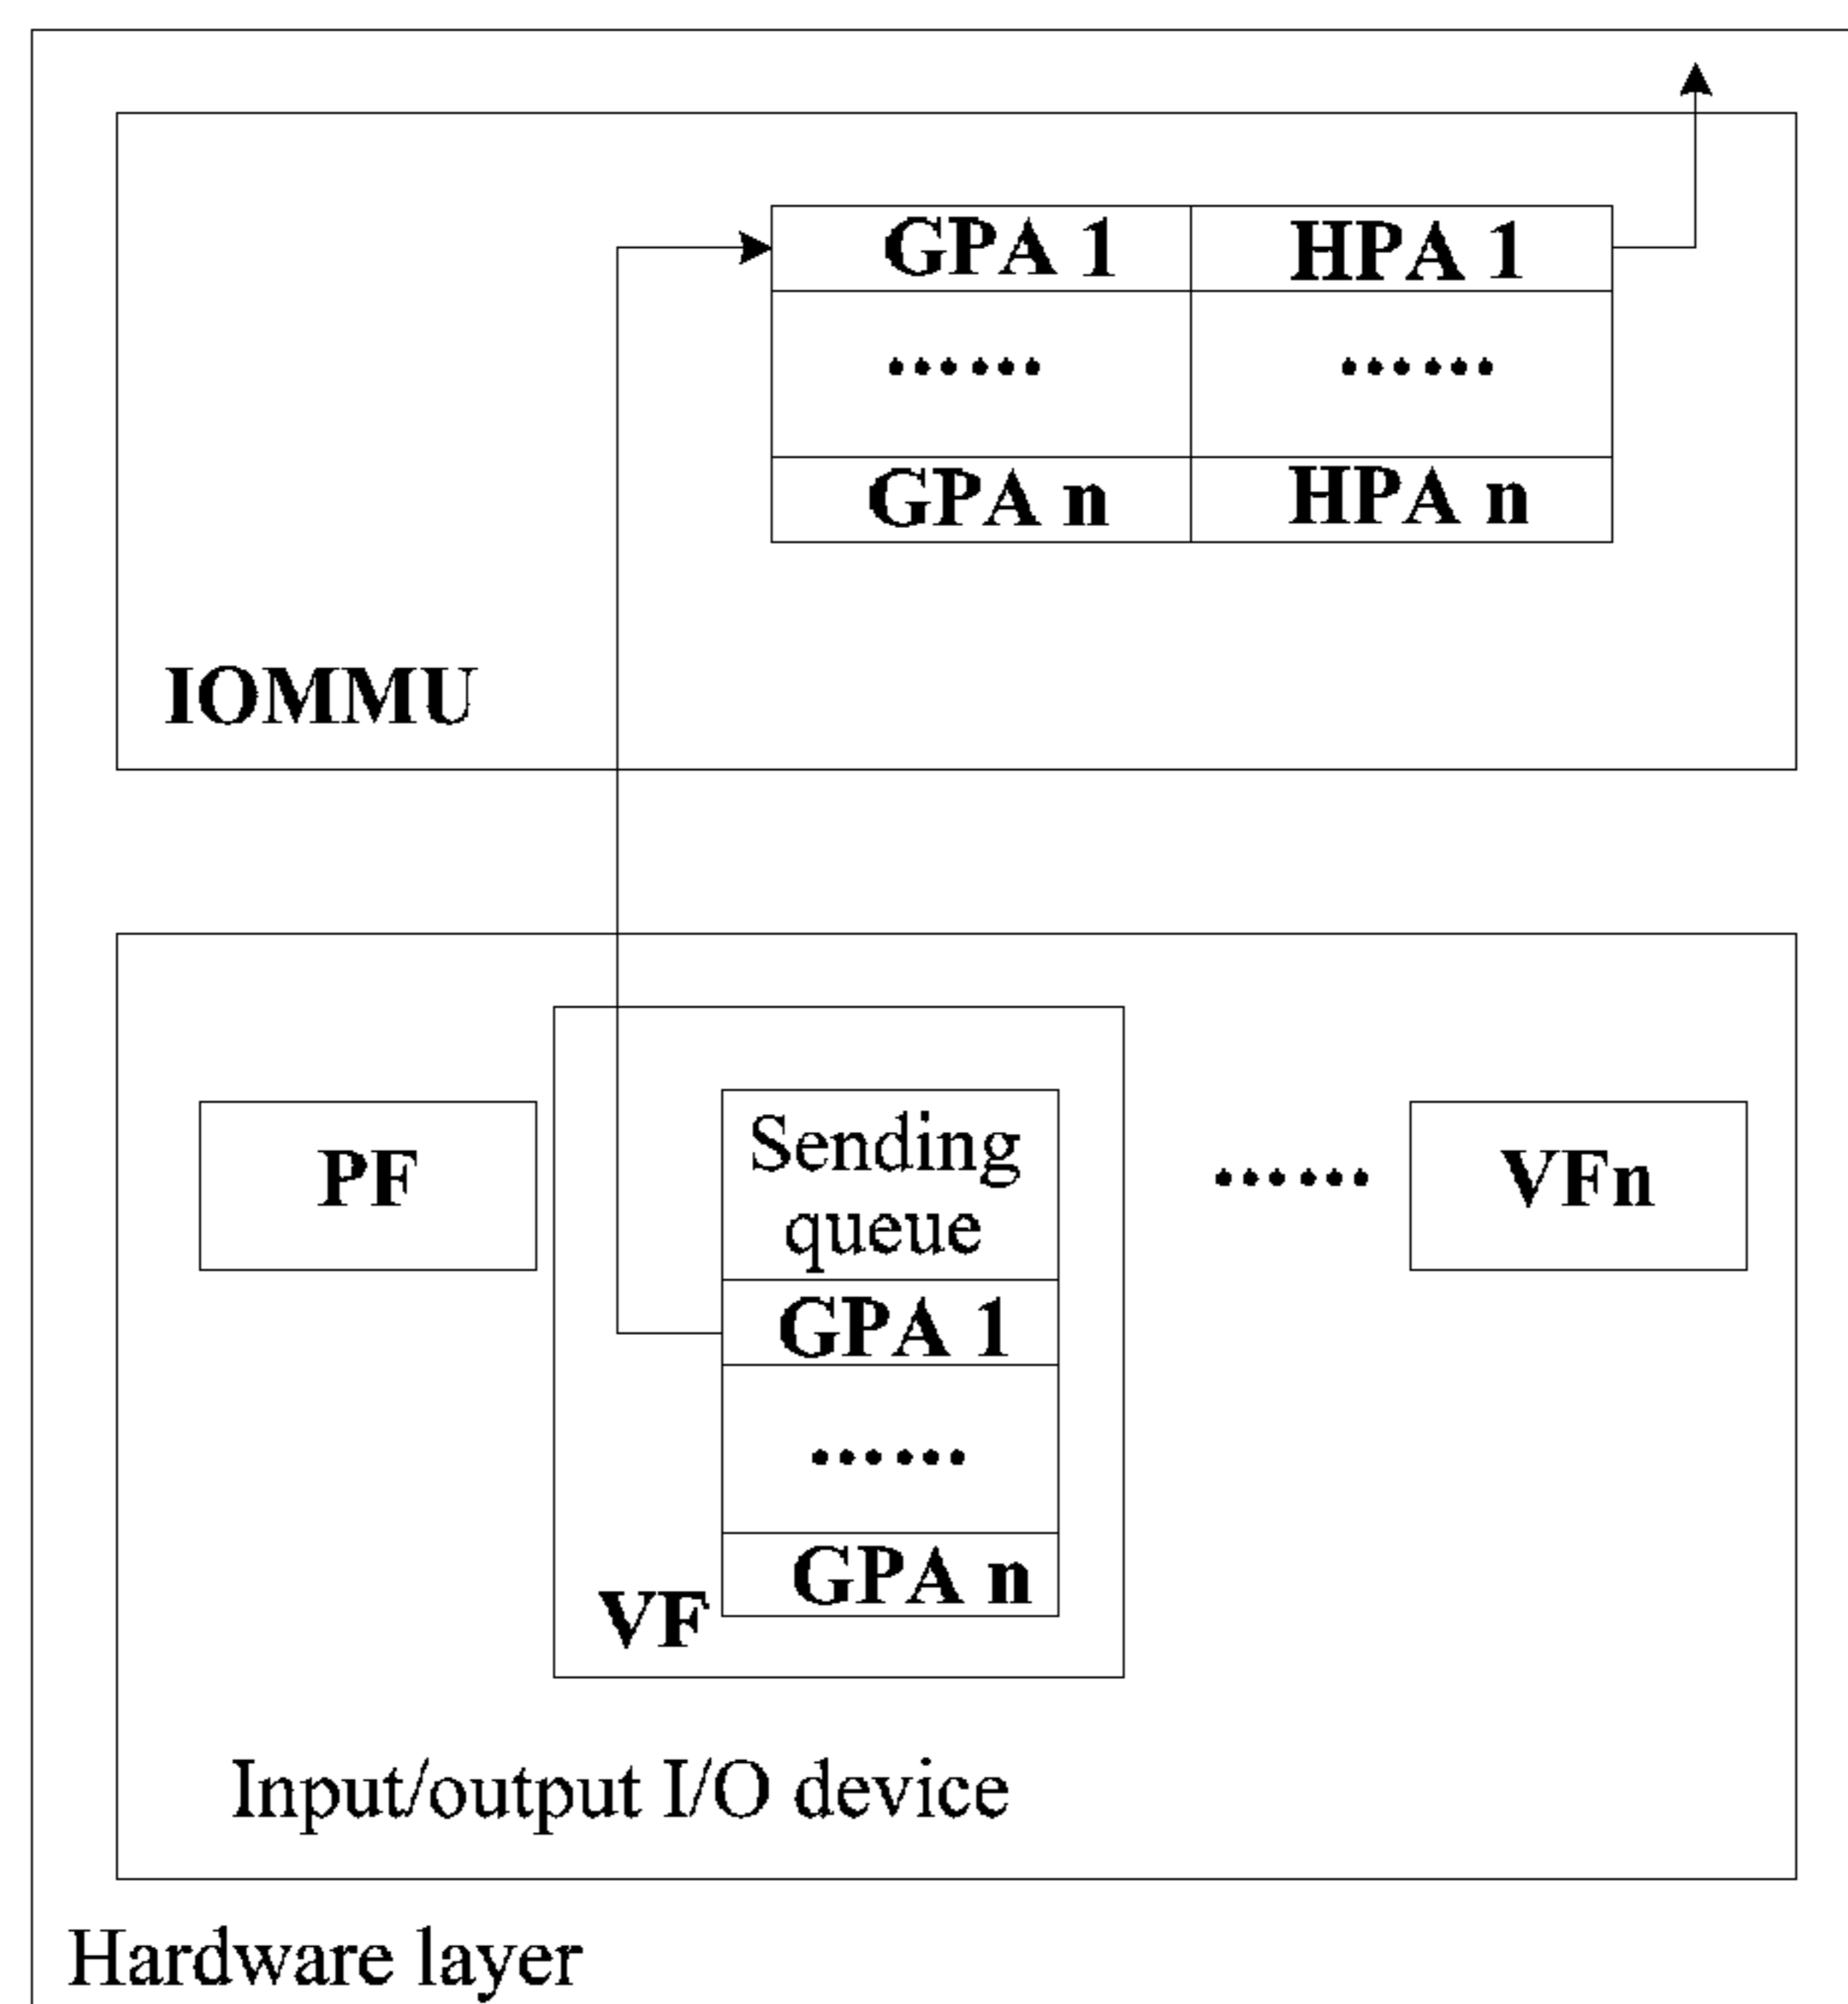 GPA 1 HPA 1
...... ......
GPA n HPA n
IOMMU
PF
Sending
queue
GPA 1
......
GPA n
VF
...... VFn
Input/output I/O device
Hardware layer